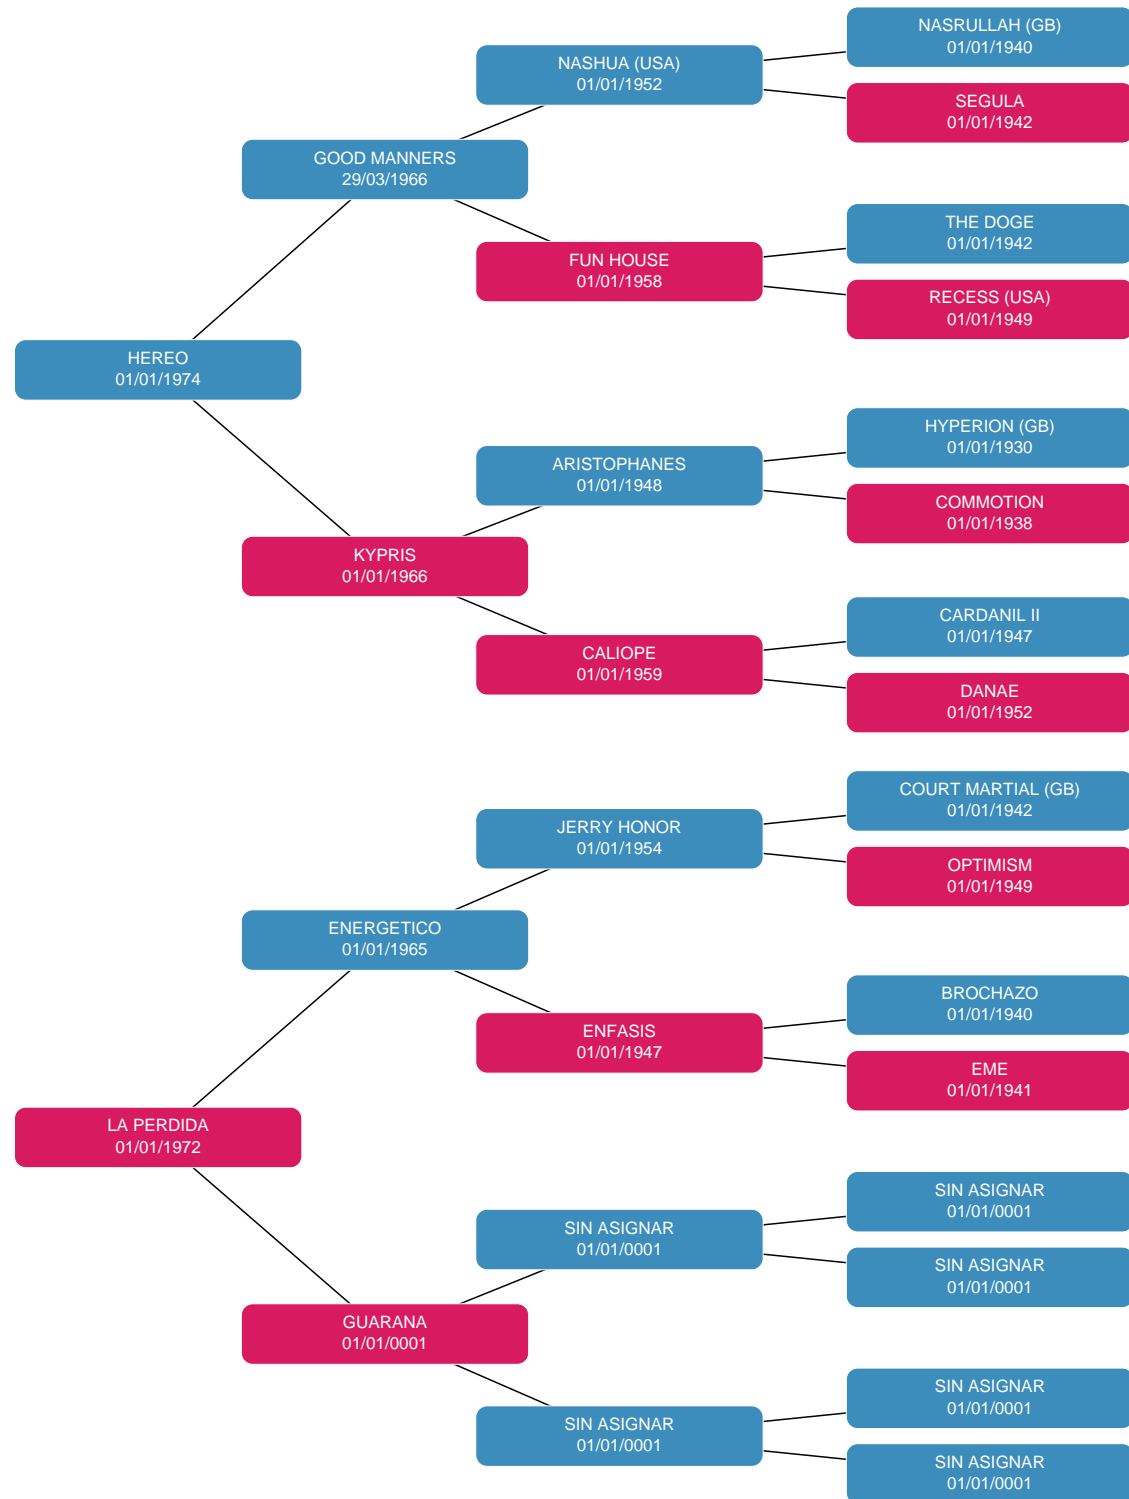 NASRULLAH (GB)
01/01/1940
NASHUA (USA)
01/01/1952
SEGULA
01/01/1942
GOOD MANNERS
29/03/1966
THE DOGE
01/01/1942
FUN HOUSE
01/01/1958
RECESS (USA)
01/01/1949
HEREO
01/01/1974
HYPERION (GB)
01/01/1930
ARISTOPHANES
01/01/1948
COMMOTION
01/01/1938
KYPRIS
01/01/1966
CARDANIL II
01/01/1947
CALIOPE
01/01/1959
DANAE
01/01/1952
COURT MARTIAL (GB)
01/01/1942
JERRY HONOR
01/01/1954
OPTIMISM
01/01/1949
ENERGETICO
01/01/1965
BROCHAZO
01/01/1940
ENFASIS
01/01/1947
EME
01/01/1941
LA PERDIDA
01/01/1972
SIN ASIGNAR
01/01/0001
SIN ASIGNAR
01/01/0001
SIN ASIGNAR
01/01/0001
GUARANA
01/01/0001
SIN ASIGNAR
01/01/0001
SIN ASIGNAR
01/01/0001
SIN ASIGNAR
01/01/0001